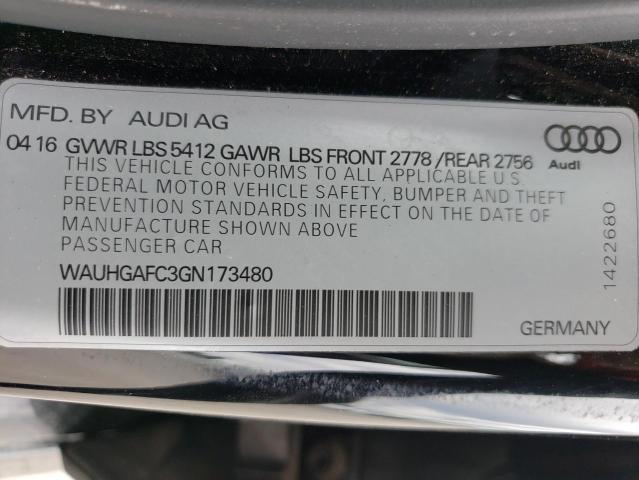 MFD. BY AUDI AG
04 16 GVWR LBS 5412 GAWR LBS FRONT 2778 / REAR 2756
THIS VEHICLE CONFORMS TO ALL APPLICABLE U.S.
FEDERAL MOTOR VEHICLE SAFETY, BUMPER AND THEFT
PREVENTION STANDARDS IN EFFECT ON THE DATE OF
MANUFACTURE SHOWN ABOVE
PASSENGER CAR
WAUHGAFC3GN173480
Audi
1422680
GERMANY